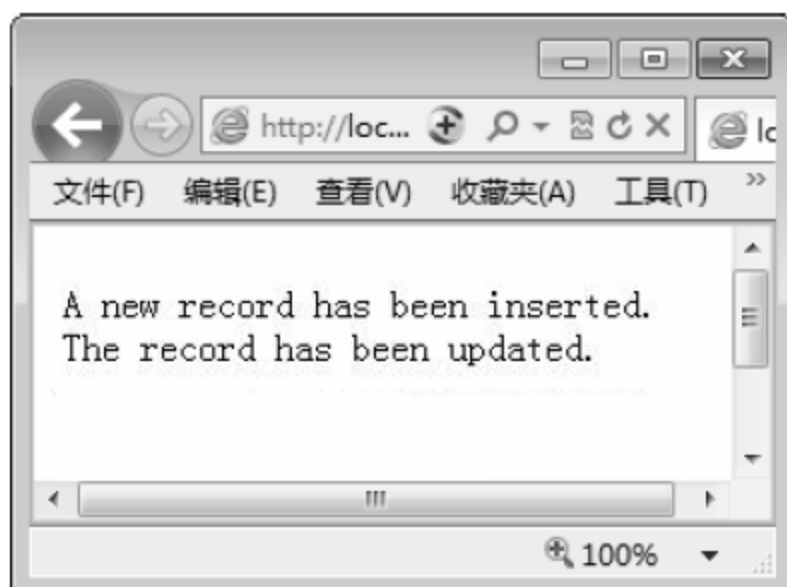 http://loc...
lo
文件(F) 编辑(E) 查看(V) 收藏夹(A) 工具(T) »
A new record has been inserted.
The record has been updated.
100%